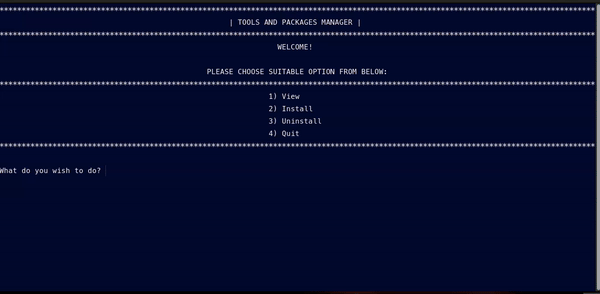 ****************************************************************************************************************************************
| TOOLS AND PACKAGES MANAGER |
****************************************************************************************************************************************
WELCOME!
PLEASE CHOOSE SUITABLE OPTION FROM BELOW:
****************************************************************************************************************************************
1) View
2) Install
3) Uninstall
4) Quit
****************************************************************************************************************************************
What do you wish to do?